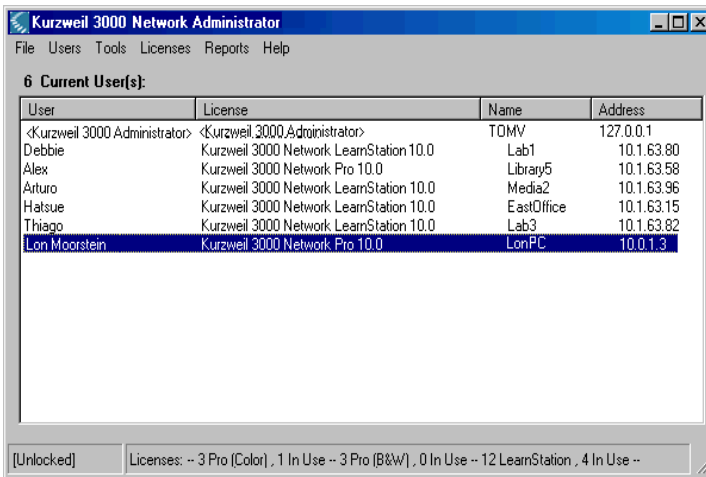 Kurzweil 3000 Network Administrator
File Users Tools Licenses Reports Help
6 Current User(s):
User License Name Address
<Kurzweil 3000 Administrator> <Kurzweil 3000 Administrator> TOMV 127.0.0.1
Debbie Kurzweil 3000 Network LearnStation 10.0 Lab1 10.1.63.80
Alex Kurzweil 3000 Network Pro 10.0 Library5 10.1.63.58
Arturo Kurzweil 3000 Network LearnStation 10.0 Media2 10.1.63.96
Hatsue Kurzweil 3000 Network LearnStation 10.0 EastOffice 10.1.63.15
Thiago Kurzweil 3000 Network LearnStation 10.0 Lab3 10.1.63.82
Lon Moorstein Kurzweil 3000 Network Pro 10.0 LonPC 10.0.1.3
[Unlocked] Licenses: -- 3 Pro (Color) , 1 In Use -- 3 Pro (B&W) , 0 In Use -- 12 LearnStation , 4 In Use --